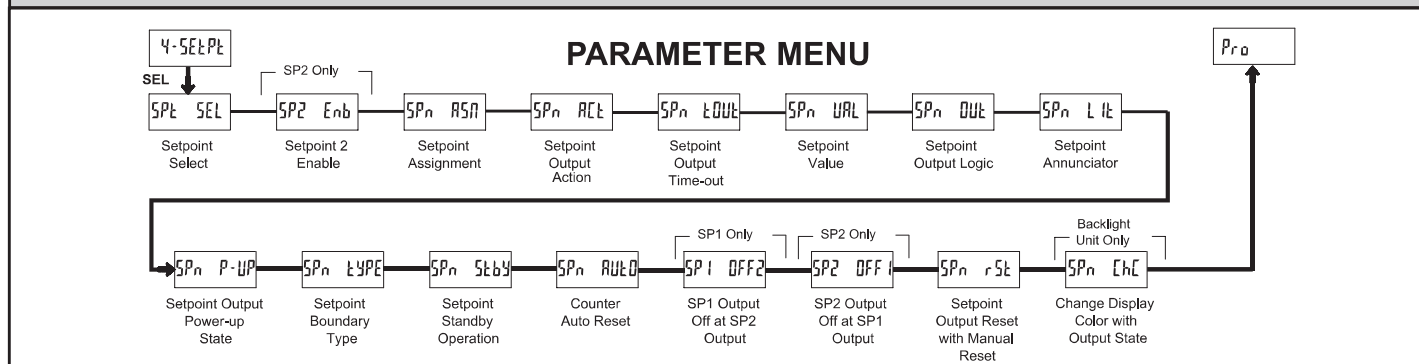 PARAMETER MENU
4-SEtPt
Pro
SEL
SP2 Only
SPt SEL
SP2 Enb
SPn ASN
SPn ACt
SPn tOUt
SPn VAL
SPn OUt
SPn LIt
Setpoint
Select
Setpoint 2
Enable
Setpoint
Assignment
Setpoint
Output
Action
Setpoint
Output
Time-out
Setpoint
Value
Setpoint
Output Logic
Setpoint
Annunciator
SP1 Only
SP2 Only
Backlight
Unit Only
SPn P-UP
SPn tYPE
SPn Stby
SPn AUtO
SP1 OFF2
SP2 OFF1
SPn rSt
SPn ChC
Setpoint Output
Power-up
State
Setpoint
Boundary
Type
Setpoint
Standby
Operation
Counter
Auto Reset
SP1 Output
Off at SP2
Output
SP2 Output
Off at SP1
Output
Setpoint
Output Reset
with Manual
Reset
Change Display
Color with
Output State